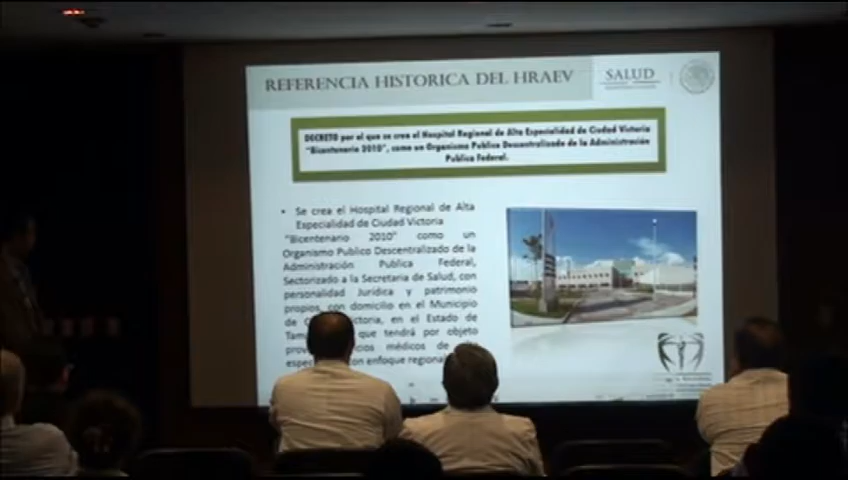 REFERENCIA HISTORICA DEL HRAEV
SALUD
DECRETO por el que se crea el Hospital Regional de Alta Especialidad de Ciudad Victoria
"Bicentenario 2010", como un Organismo Publico Descentralizado de la Administración
Publica Federal.
• Se crea el Hospital Regional de Alta
Especialidad de Ciudad Victoria
"Bicentenario 2010" como un
Organismo Publico Descentralizado de la
Administración Publica Federal,
Sectorizado a la Secretaria de Salud, con
personalidad Jurídica y patrimonio
propios, con domicilio en el Municipio
de en el Estado de
que tendrá por objeto
médicos de
con enfoque regional